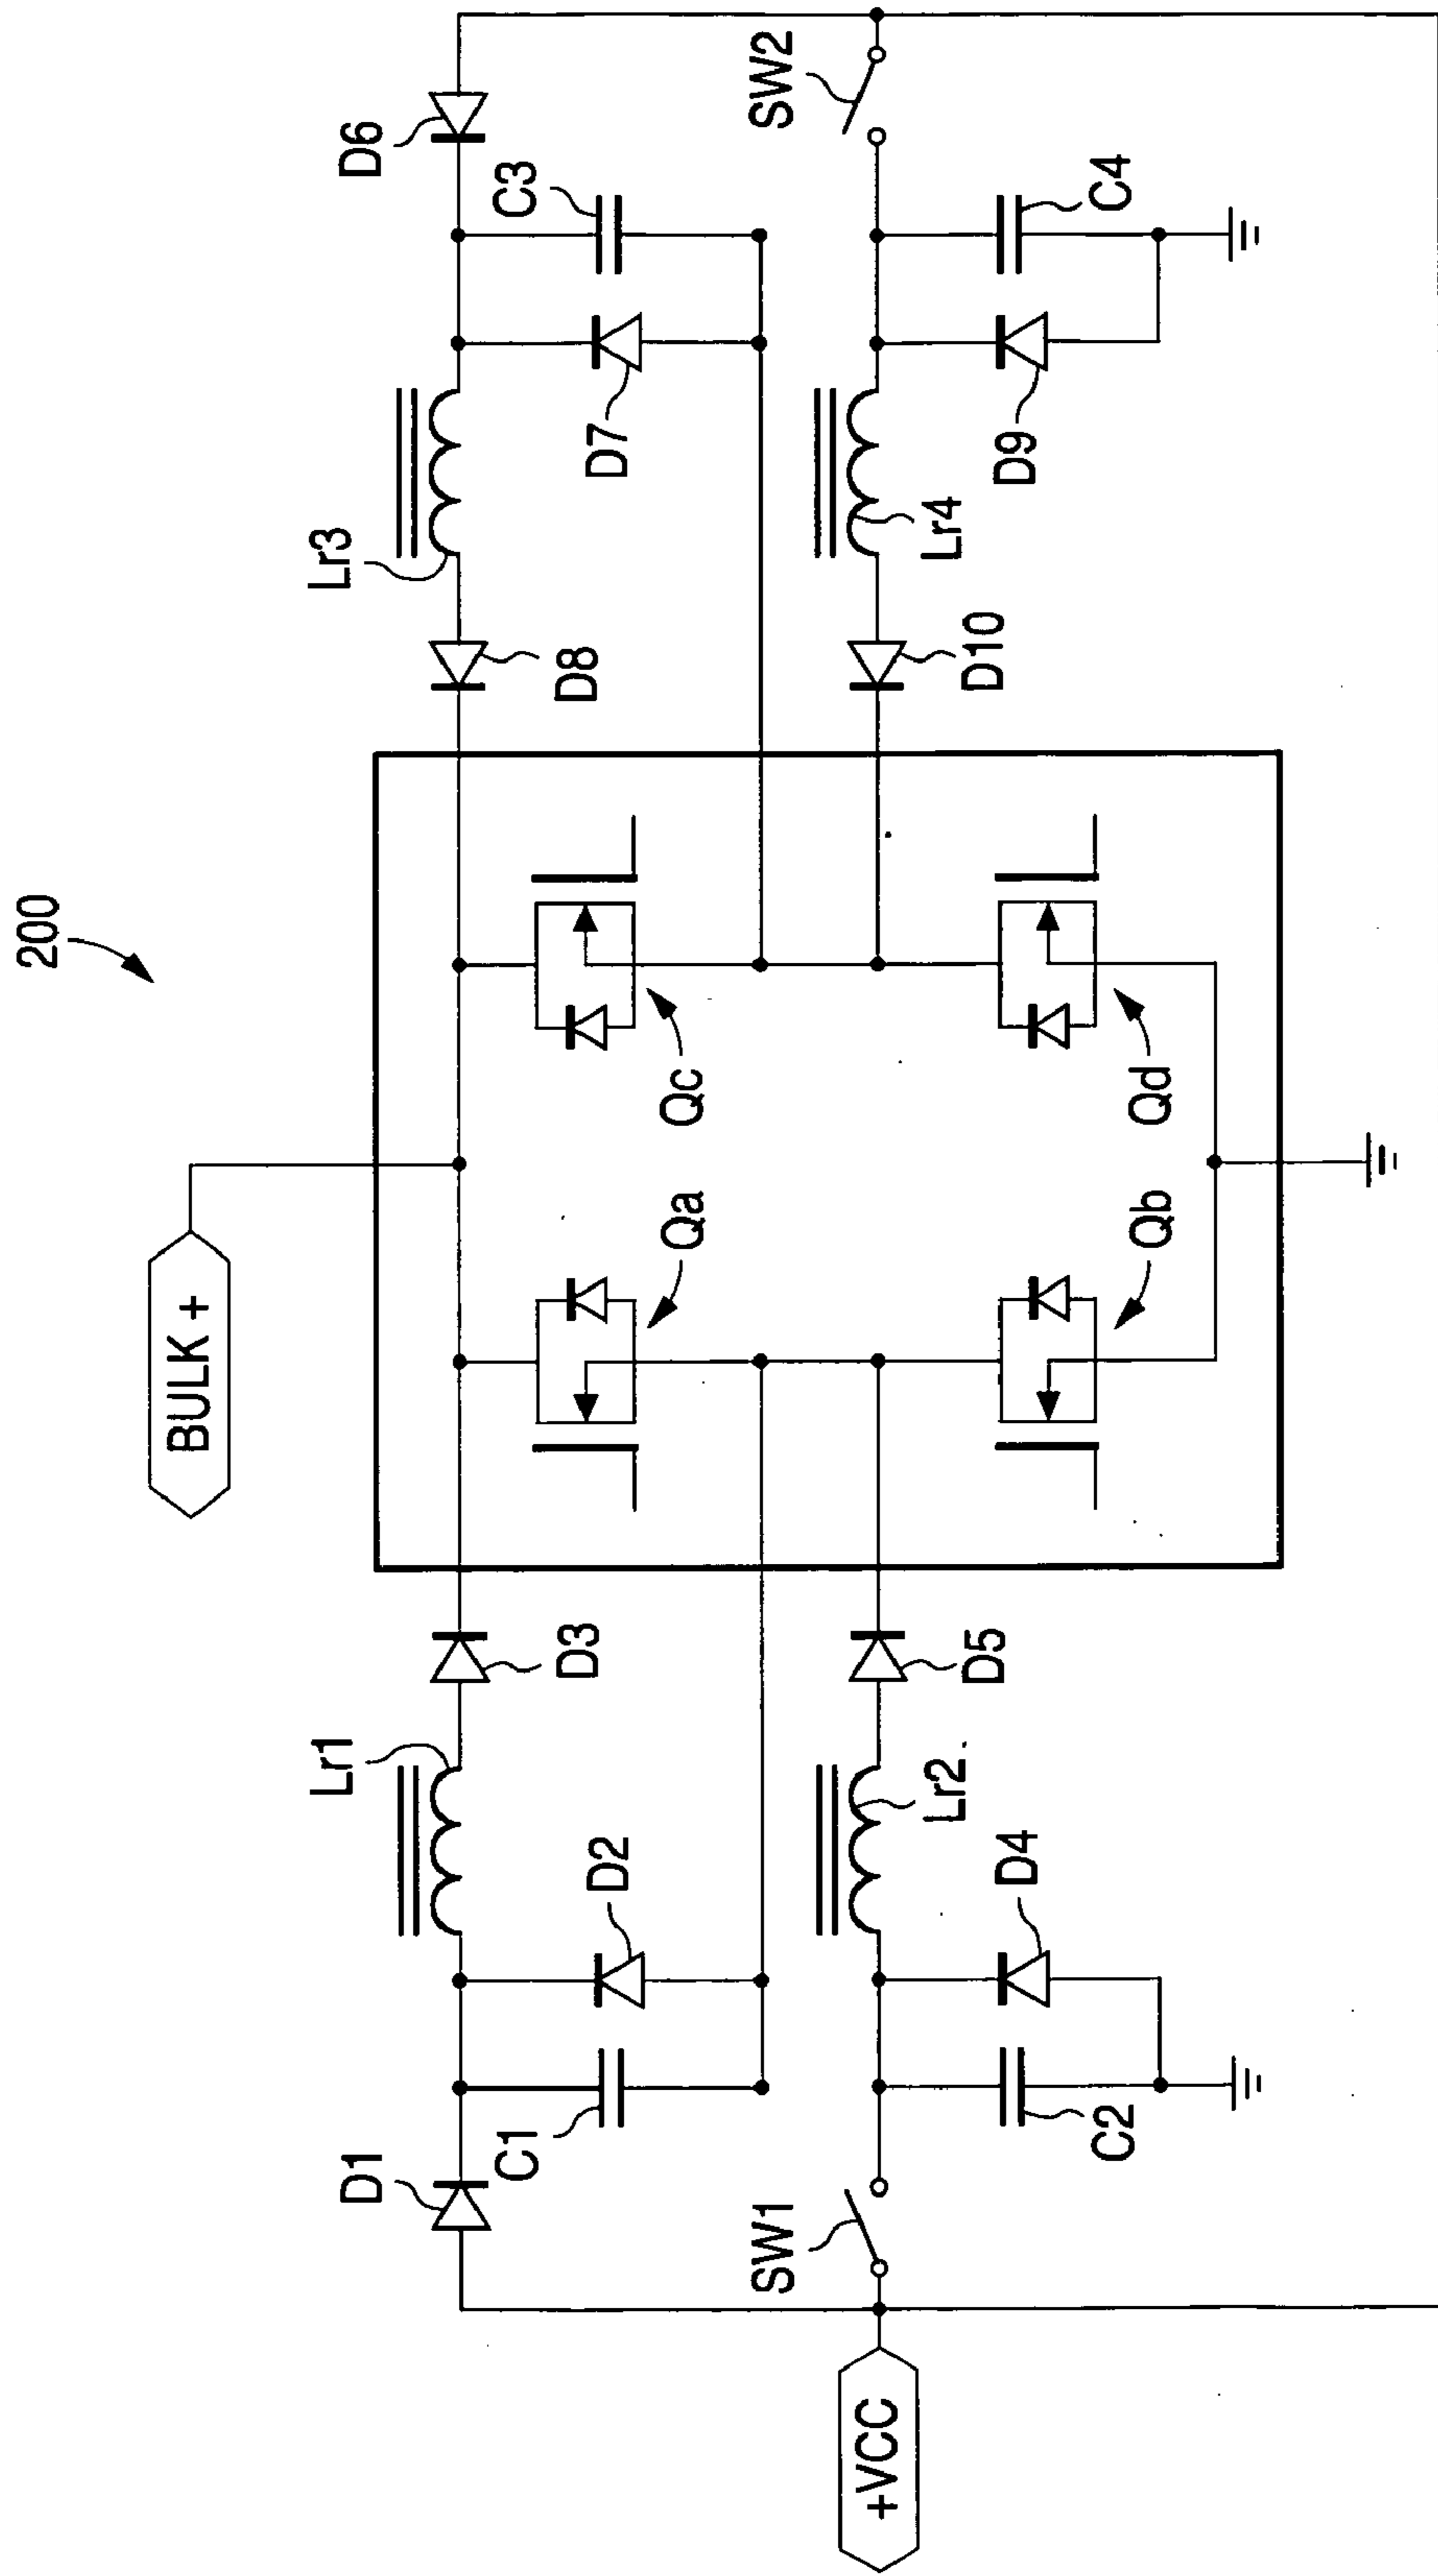 200
BULK +
+VCC
D1
C1
D2
Lr1
D3
SW1
C2
D4
Lr2
D5
Qa
Qb
Qc
Qd
D8
Lr3
D7
C3
D6
D10
Lr4
D9
C4
SW2